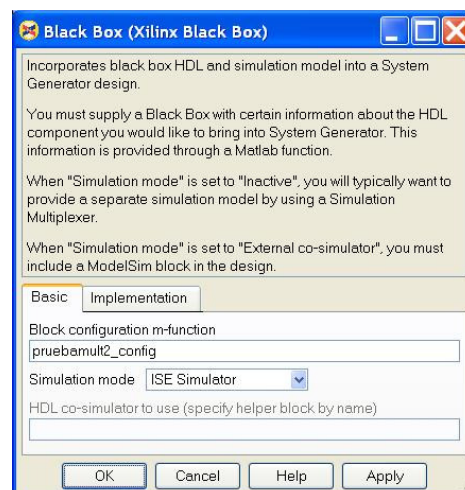 Black Box (Xilinx Black Box)
Incorporates black box HDL and simulation model into a System
Generator design.
You must supply a Black Box with certain information about the HDL
component you would like to bring into System Generator. This
information is provided through a Matlab function.
When "Simulation mode" is set to "Inactive", you will typically want to
provide a separate simulation model by using a Simulation
Multiplexer.
When "Simulation mode" is set to "External co-simulator", you must
include a ModelSim block in the design.
Basic Implementation
Block configuration m-function
pruebamult2_config
Simulation mode ISE Simulator
HDL co-simulator to use (specify helper block by name)
OK Cancel Help Apply